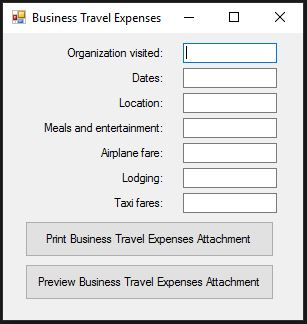 Business Travel Expenses
Organization visited:
Dates:
Location:
Meals and entertainment:
Airplane fare:
Lodging:
Taxi fares:
Print Business Travel Expenses Attachment
Preview Business Travel Expenses Attachment